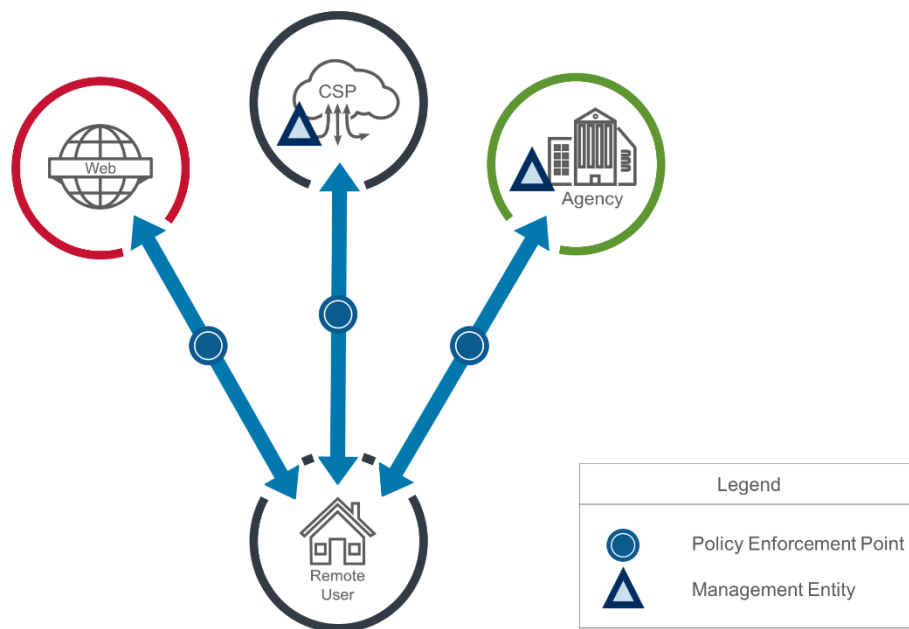 CSP
Web
Agency
Remote
User
Legend
Policy Enforcement Point
Management Entity